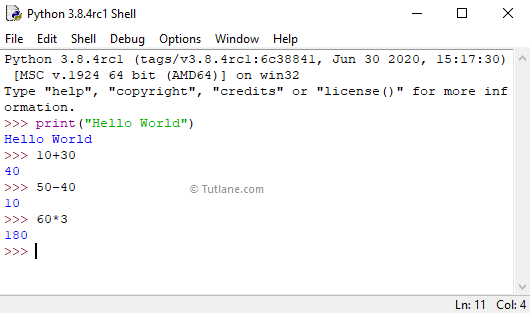 Python 3.8.4rc1 Shell
File Edit Shell Debug Options Window Help
Python 3.8.4rc1 (tags/v3.8.4rc1:6c38841, Jun 30 2020, 15:17:30)
[MSC v.1924 64 bit (AMD64)] on win32
Type "help", "copyright", "credits" or "license()" for more inf
ormation.
>>> print("Hello World")
Hello World
>>> 10+30
40
>>> 50-40
© Tutlane.com
10
>>> 60*3
180
>>>
Ln: 11 Col: 4